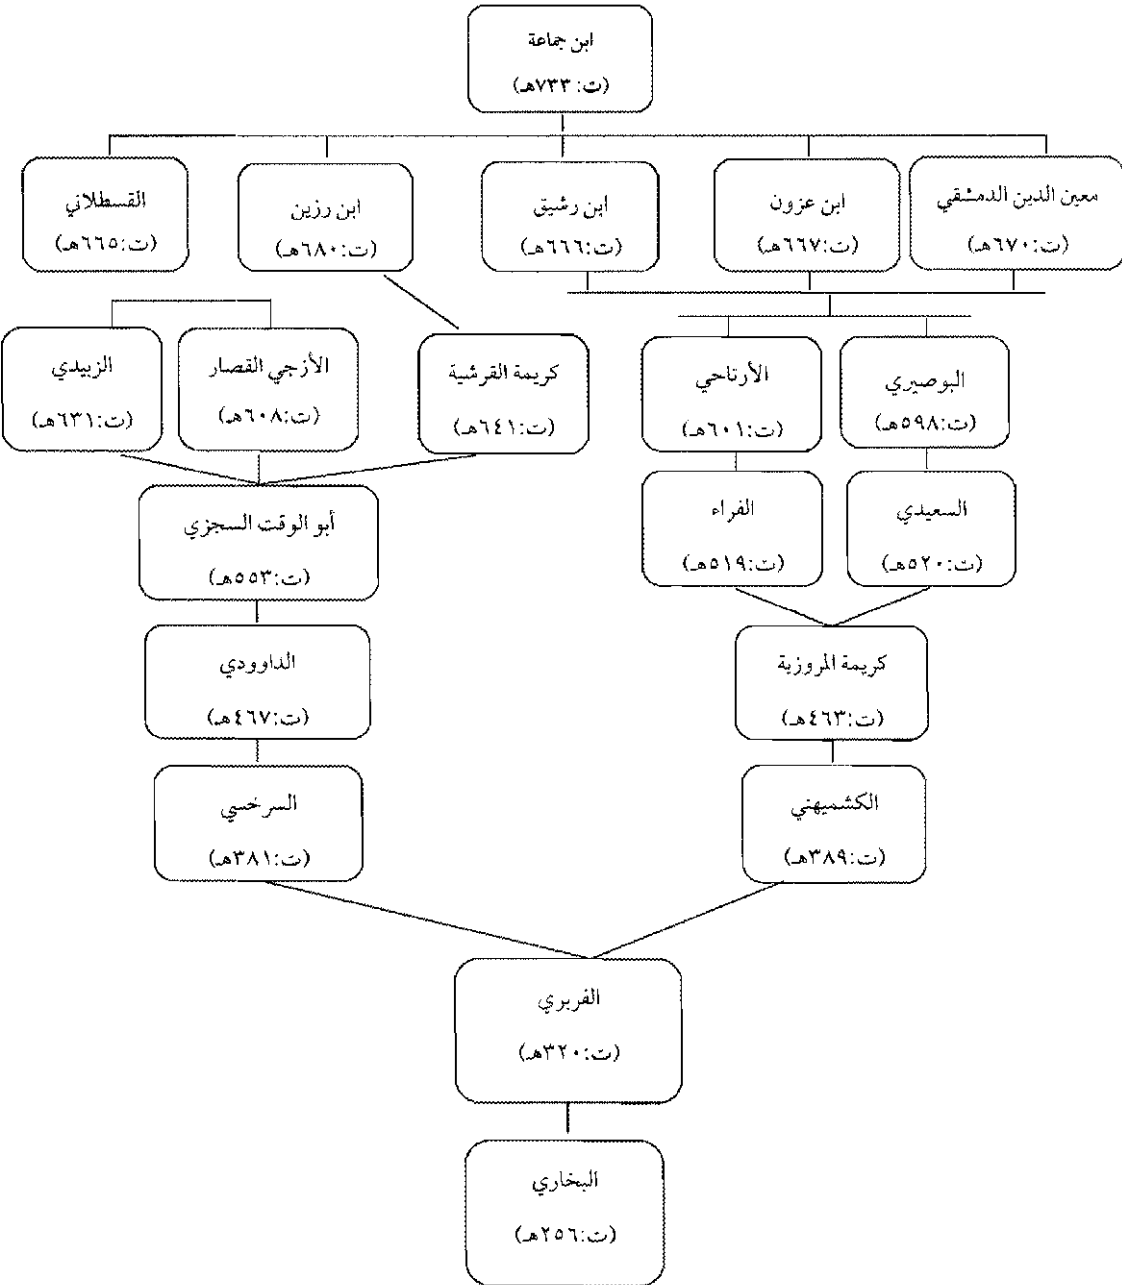 ابن جماعة
(ت: ٧٣٣هـ)
معين الدين الدمشقي
(ت:٦٧٠هـ)
ابن عزون
(ت:٦٦٧هـ)
ابن رشيق
(ت:٦٦٦هـ)
ابن رزين
(ت:٦٨٠هـ)
القسطلاني
(ت:٦٦٥هـ)
البوصيري
(ت:٥٩٨هـ)
الأرتاحي
(ت:٦٠١هـ)
كريمة القرشية
(ت:٦٤١هـ)
الأزجي القصار
(ت:٦٠٨هـ)
الزبيدي
(ت:٦٣١هـ)
السعيدي
(ت:٥٢٠هـ)
الفراء
(ت:٥١٩هـ)
أبو الوقت السجزي
(ت:٥٥٣هـ)
كريمة المروزية
(ت:٤٦٣هـ)
الداوودي
(ت:٤٦٧هـ)
الكشميهني
(ت:٣٨٩هـ)
السرخسي
(ت:٣٨١هـ)
الفربري
(ت:٣٢٠هـ)
البخاري
(ت:٢٥٦هـ)